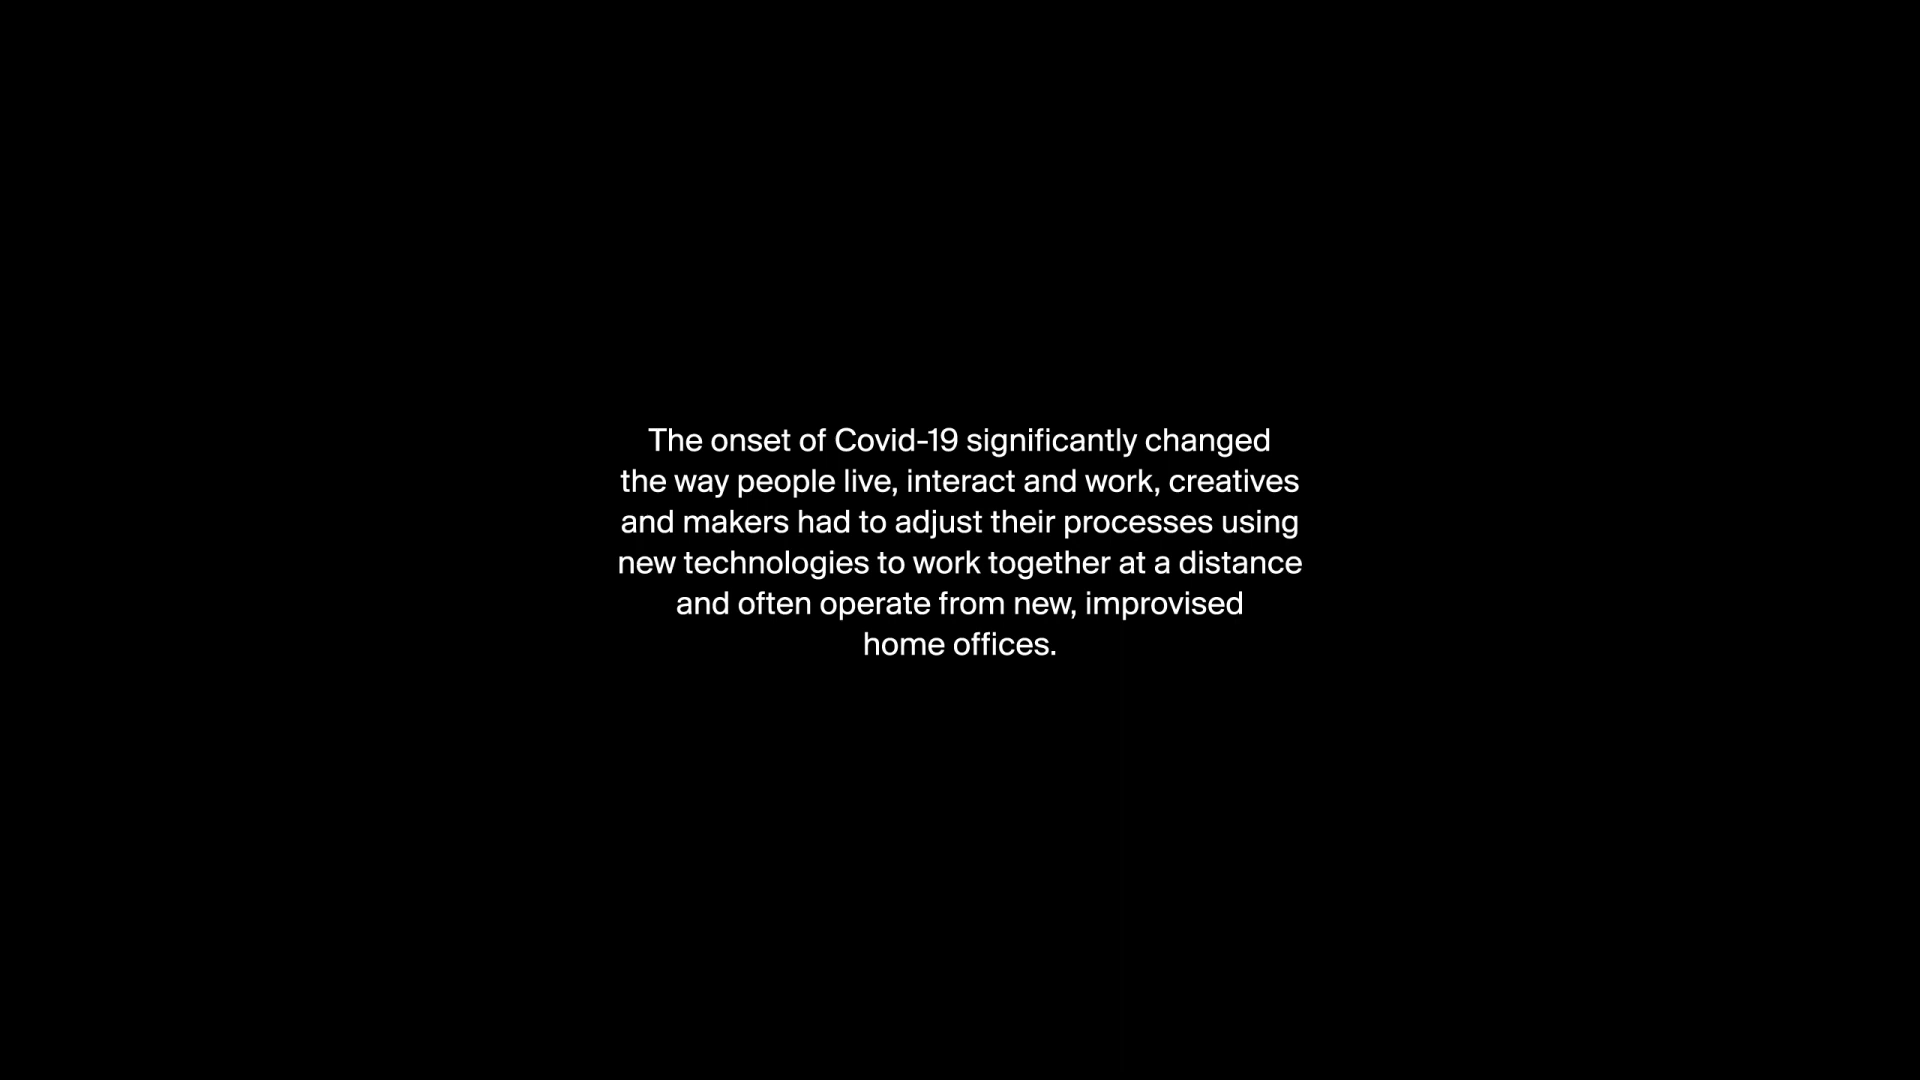 The onset of Covid-19 significantly changed
the way people live, interact and work, creatives
and makers had to adjust their processes using
new technologies to work together at a distance
and often operate from new, improvised
home offices.